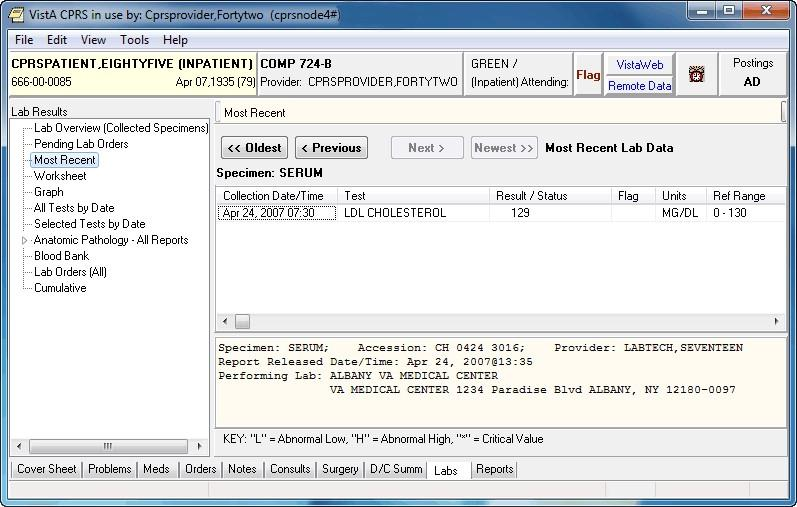 VistA CPRS in use by: Cprsprovider,Fortytwo (cprsnode4#)
File Edit View Tools Help
CPRSPATIENT,EIGHTYFIVE (INPATIENT) COMP 724-B GREEN / Flag VistaWeb Postings
666-00-0085 Apr 07,1935 (79) Provider: CPRSPROVIDER,FORTYTWO (Inpatient) Attending: Remote Data AD
Lab Results
Lab Overview (Collected Specimens)
Pending Lab Orders
Most Recent
Worksheet
Graph
All Tests by Date
Selected Tests by Date
Anatomic Pathology - All Reports
Blood Bank
Lab Orders (All)
Cumulative
Most Recent
<< Oldest < Previous Next > Newest >> Most Recent Lab Data
Specimen: SERUM
Collection Date/Time Test Result / Status Flag Units Ref Range
Apr 24, 2007 07:30 LDL CHOLESTEROL 129 MG/DL 0 - 130
Specimen: SERUM; Accession: CH 0424 3016; Provider: LABTECH,SEVENTEEN
Report Released Date/Time: Apr 24, 2007@13:35
Performing Lab: ALBANY VA MEDICAL CENTER
VA MEDICAL CENTER 1234 Paradise Blvd ALBANY, NY 12180-0097
KEY: "L" = Abnormal Low, "H" = Abnormal High, "*" = Critical Value
Cover Sheet Problems Meds Orders Notes Consults Surgery D/C Summ Labs Reports